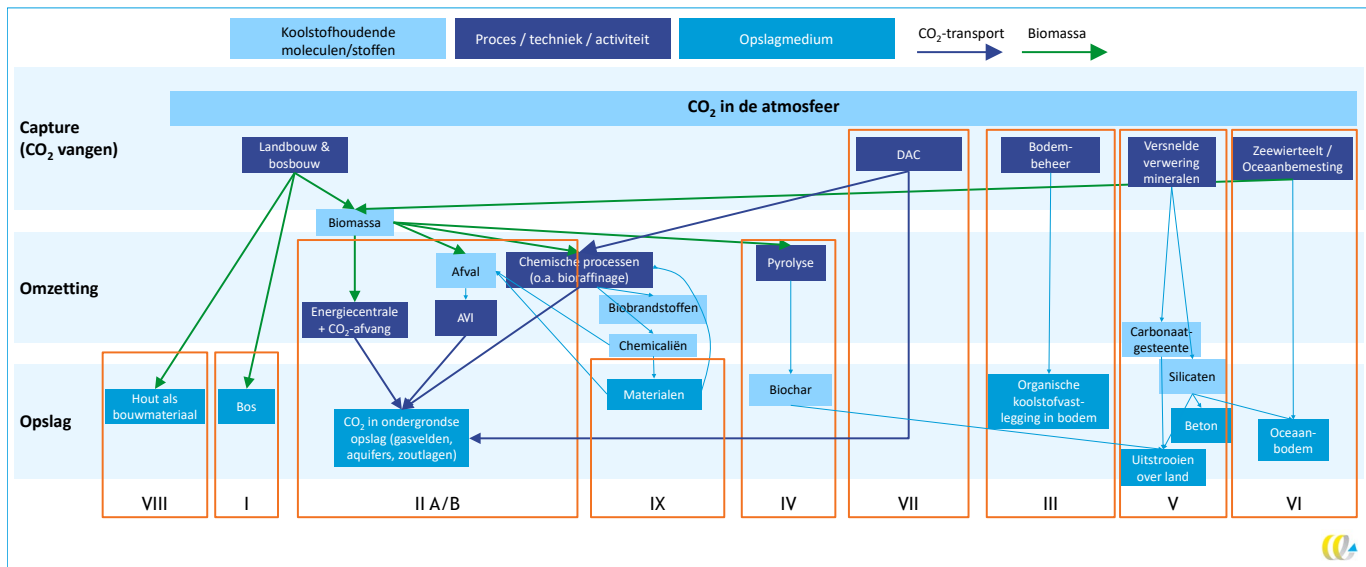 Koolstofhoudende
moleculen/stoffen
Proces / techniek / activiteit
Opslagmedium
CO₂-transport
Biomassa
CO₂ in de atmosfeer
Capture
(CO₂ vangen)
Landbouw &
bosbouw
DAC
Bodem-
beheer
Versnelde
verwering
mineralen
Zeewierteelt /
Oceaanbemesting
Biomassa
Omzetting
Afval
Chemische processen
(o.a. bioraffinage)
Pyrolyse
Energiecentrale
+ CO₂-afvang
AVI
Biobrandstoffen
Chemicaliën
Carbonaat-
gesteente
Silicaten
Opslag
Hout als
bouwmateriaal
Bos
CO₂ in ondergrondse
opslag (gasvelden,
aquifers, zoutlagen)
Materialen
Biochar
Organische
koolstofvast-
legging in bodem
Beton
Uitstrooien
over land
Oceaan-
bodem
VIII
I
II A/B
IX
IV
VII
III
V
VI